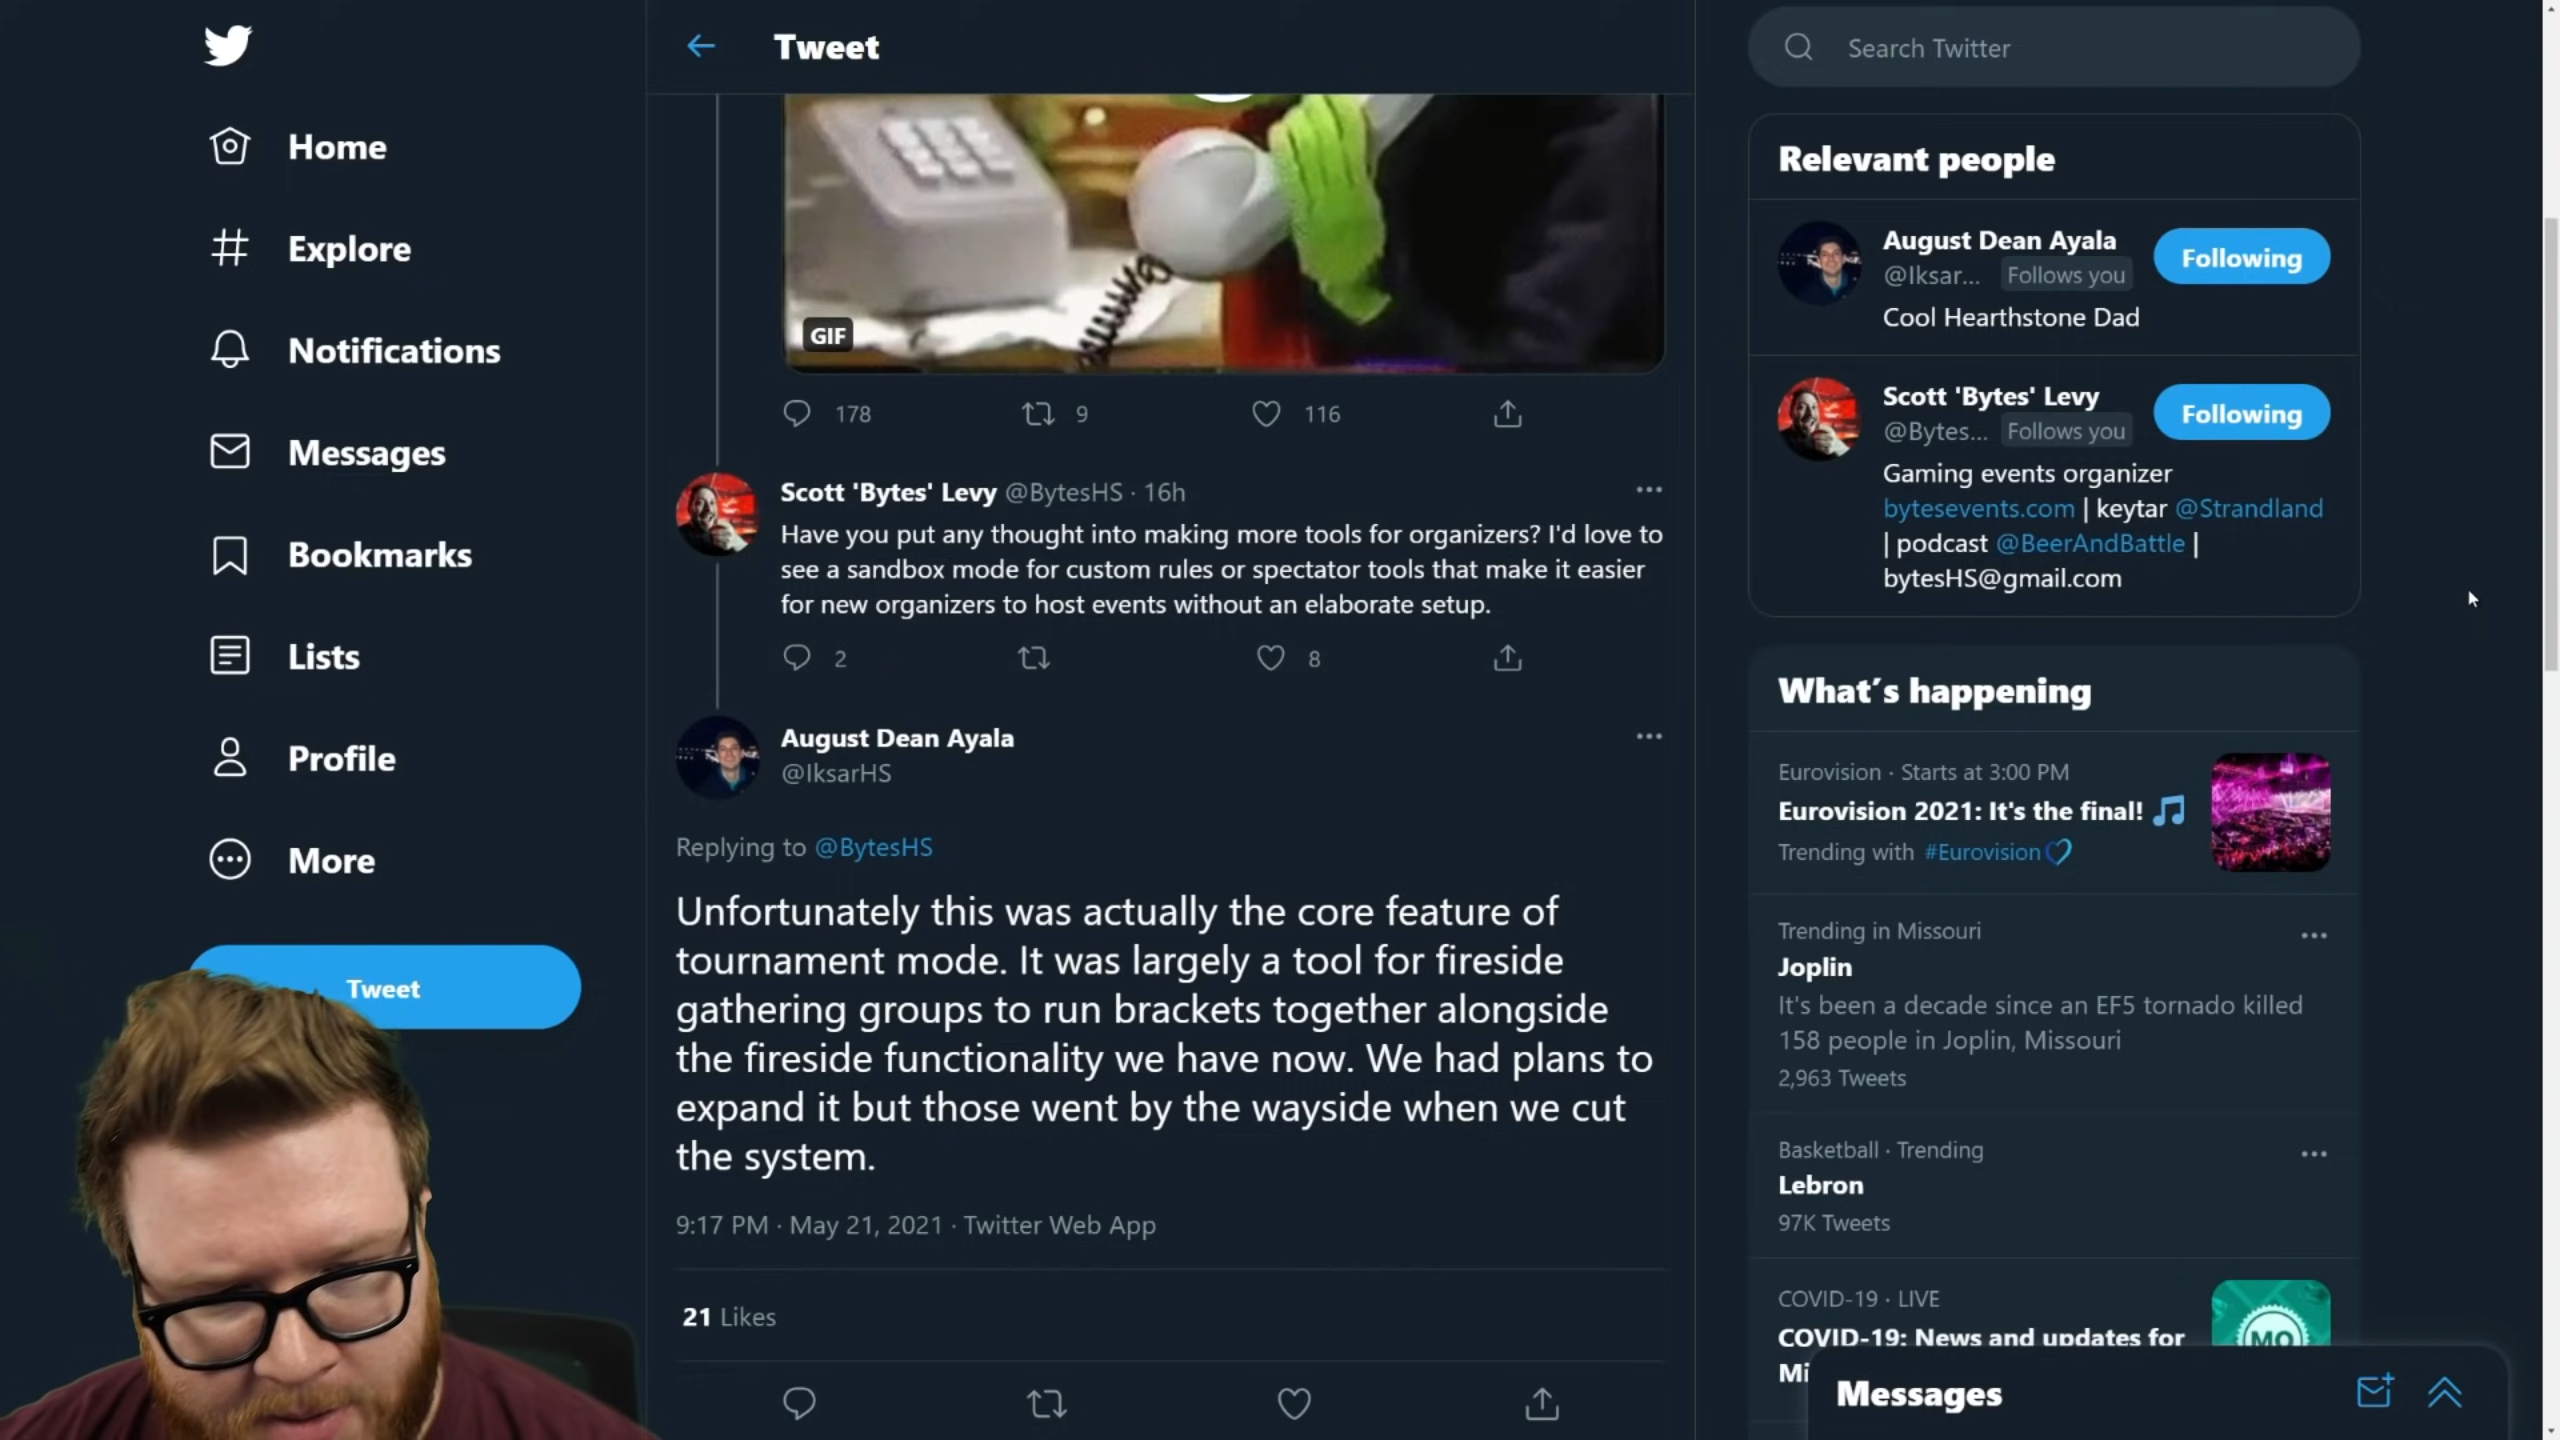 Home
Explore
Notifications
Messages
Bookmarks
Lists
Profile
More
Tweet
Tweet
GIF
178
9
116
Scott 'Bytes' Levy @BytesHS · 16h
Have you put any thought into making more tools for organizers? I'd love to
see a sandbox mode for custom rules or spectator tools that make it easier
for new organizers to host events without an elaborate setup.
2
8
August Dean Ayala
@IksarHS
Replying to @BytesHS
Unfortunately this was actually the core feature of
tournament mode. It was largely a tool for fireside
gathering groups to run brackets together alongside
the fireside functionality we have now. We had plans to
expand it but those went by the wayside when we cut
the system.
9:17 PM · May 21, 2021 · Twitter Web App
21 Likes
Search Twitter
Relevant people
August Dean Ayala
@Iksar... Follows you
Following
Cool Hearthstone Dad
Scott 'Bytes' Levy
@Bytes... Follows you
Following
Gaming events organizer
bytesevents.com | keytar @Strandland
| podcast @BeerAndBattle |
bytesHS@gmail.com
What's happening
Eurovision · Starts at 3:00 PM
Eurovision 2021: It's the final!
Trending with #Eurovision
Trending in Missouri
Joplin
It's been a decade since an EF5 tornado killed
158 people in Joplin, Missouri
2,963 Tweets
Basketball · Trending
Lebron
97K Tweets
COVID-19 · LIVE
COVID-19: News and updates for
MO
Messages